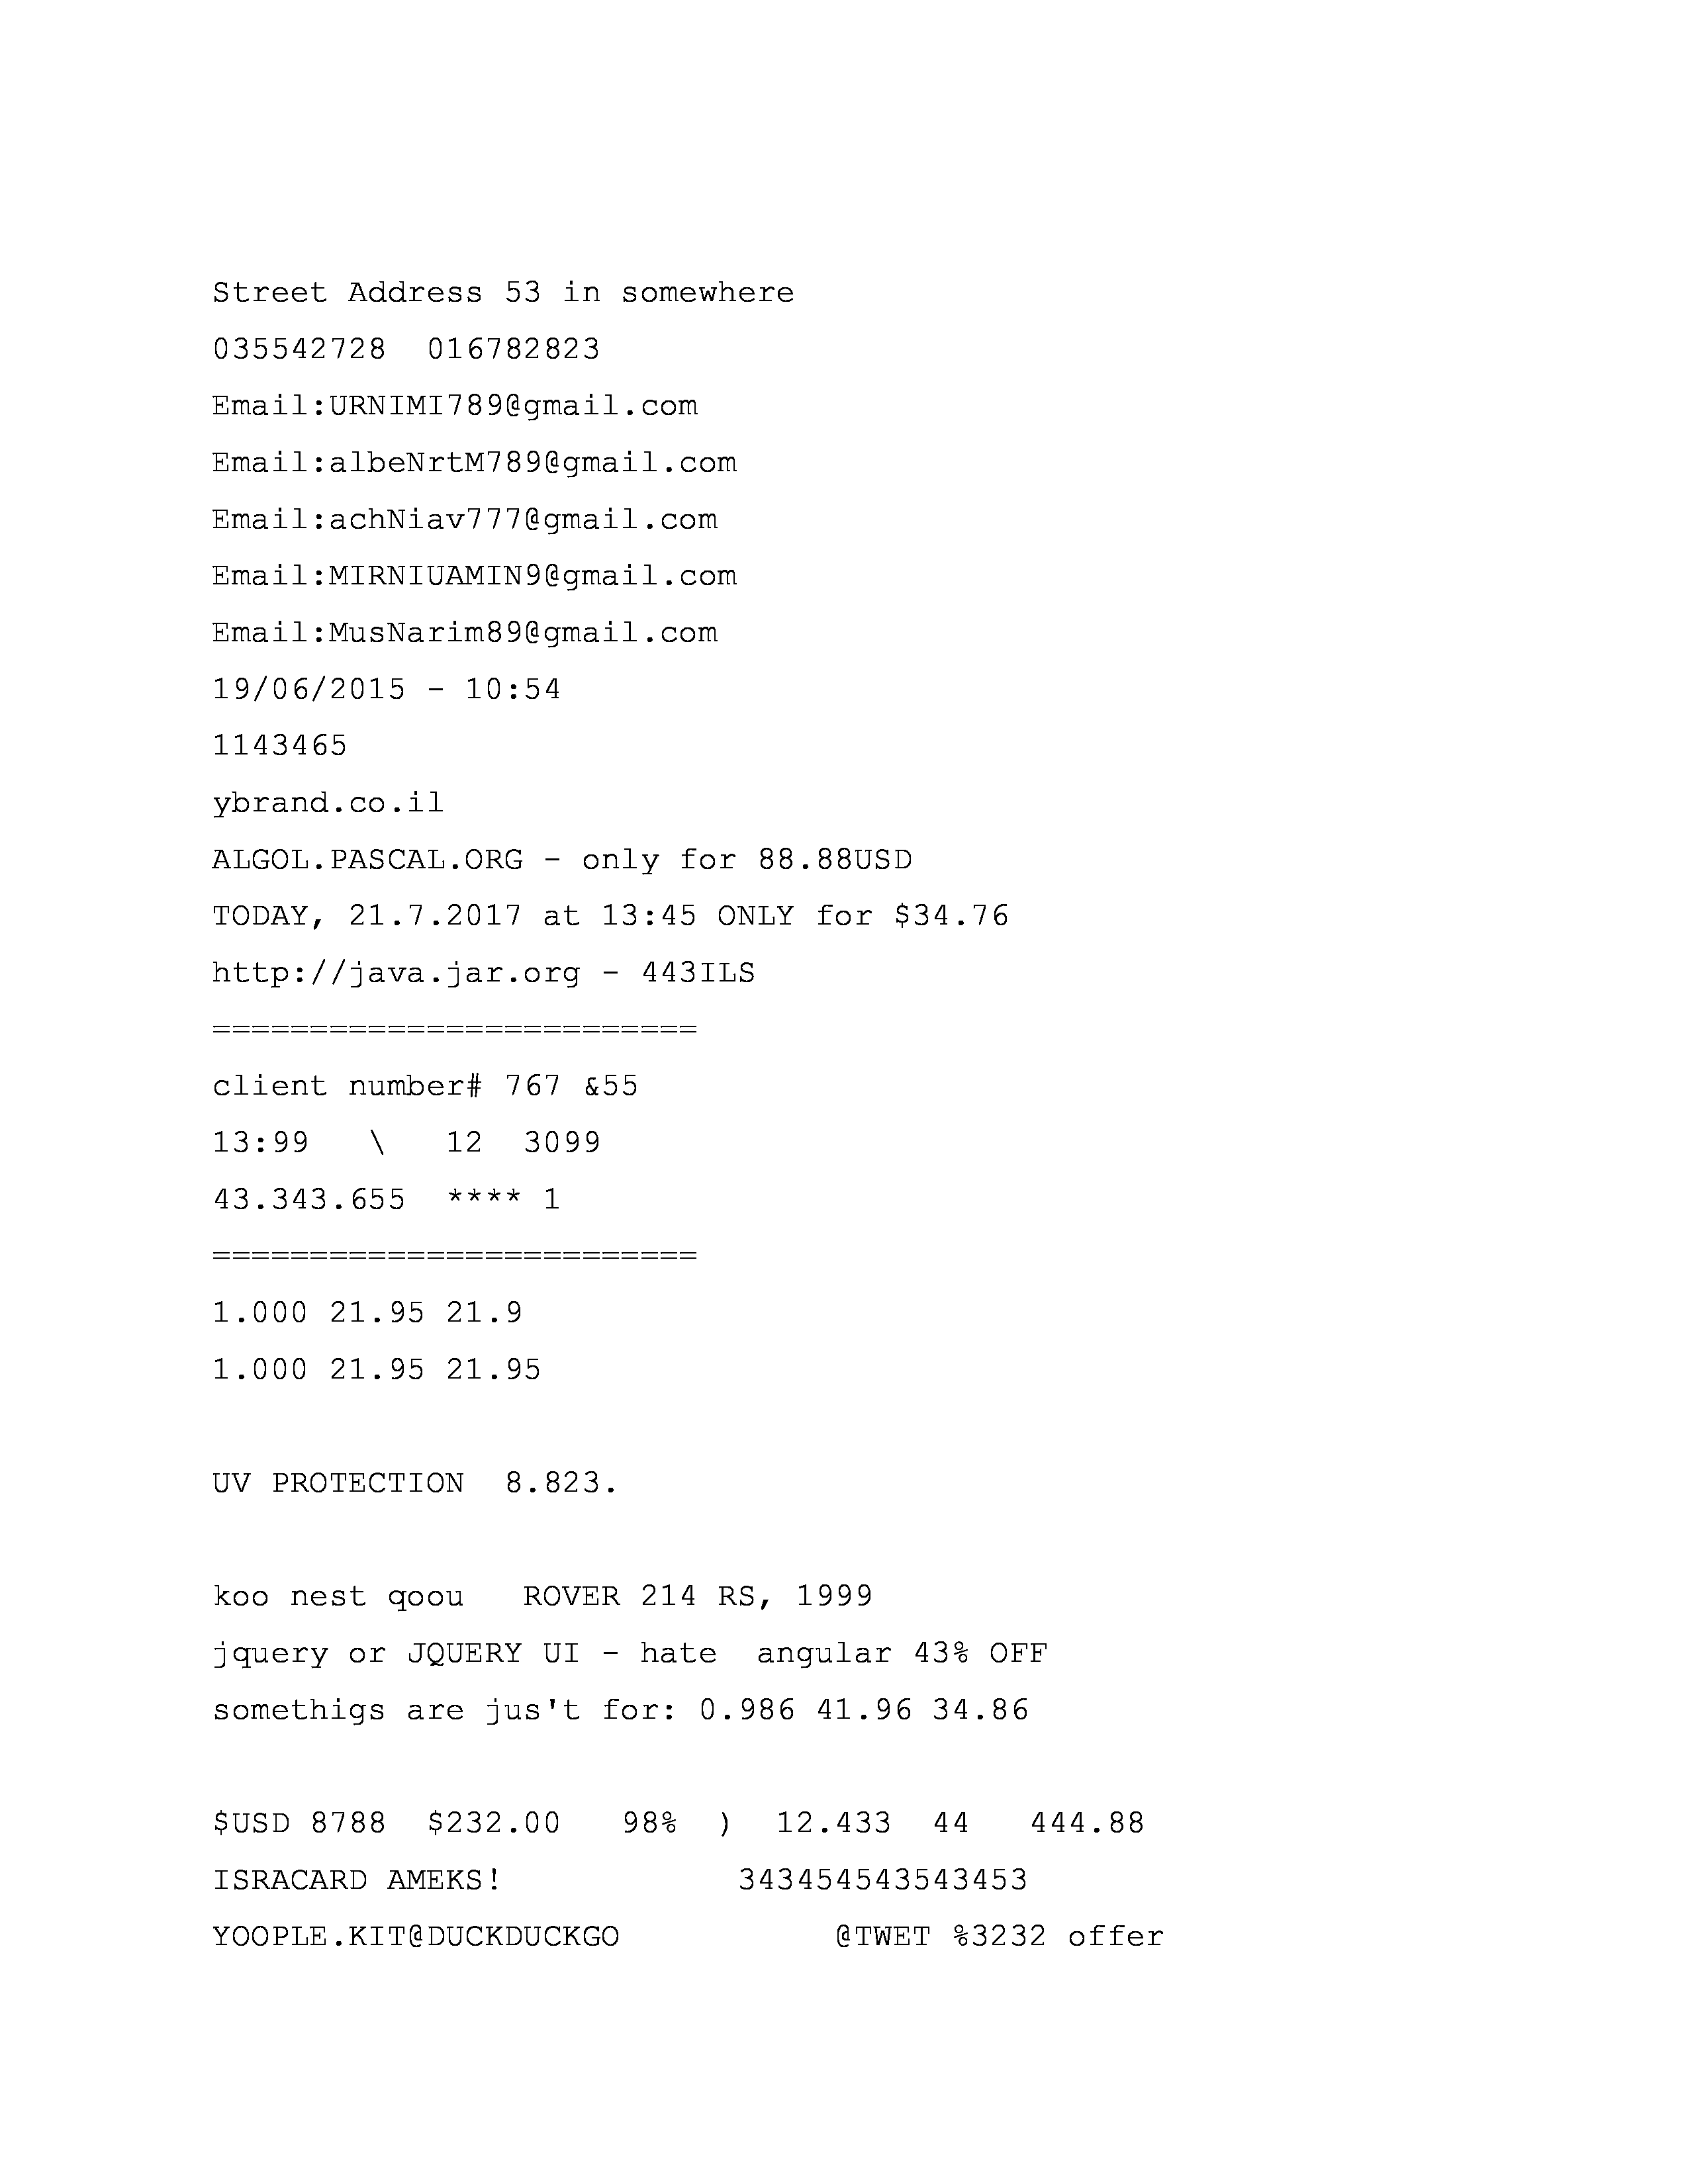 Street Address 53 in somewhere
035542728  016782823
Email:URNIMI789@gmail.com
Email:albeNrtM789@gmail.com
Email:achNiav777@gmail.com
Email:MIRNIUAMIN9@gmail.com
Email:MusNarim89@gmail.com
19/06/2015 - 10:54
1143465
ybrand.co.il
ALGOL.PASCAL.ORG - only for 88.88USD
TODAY, 21.7.2017 at 13:45 ONLY for $34.76
http://java.jar.org - 443ILS
=========================
client number# 767 &55
13:99   \   12  3099
43.343.655  **** 1
=========================
1.000 21.95 21.9
1.000 21.95 21.95
UV PROTECTION  8.823.
koo nest qoou   ROVER 214 RS, 1999
jquery or JQUERY UI - hate  angular 43% OFF
somethigs are jus't for: 0.986 41.96 34.86
$USD 8788  $232.00   98%  )  12.433  44   444.88
ISRACARD AMEKS!            343454543543453
YOOPLE.KIT@DUCKDUCKGO           @TWET %3232 offer